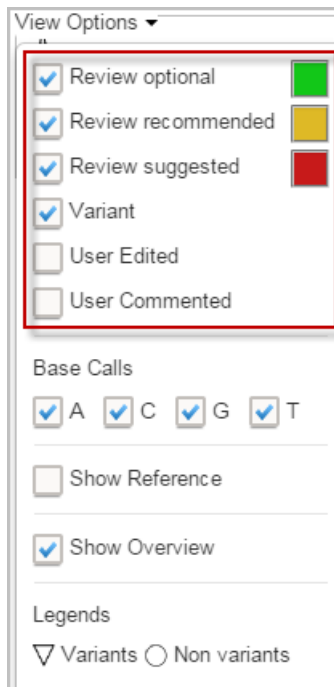 View Options
Review optional
Review recommended
Review suggested
Variant
User Edited
User Commented
Base Calls
A C G T
Show Reference
Show Overview
Legends
Variants Non variants